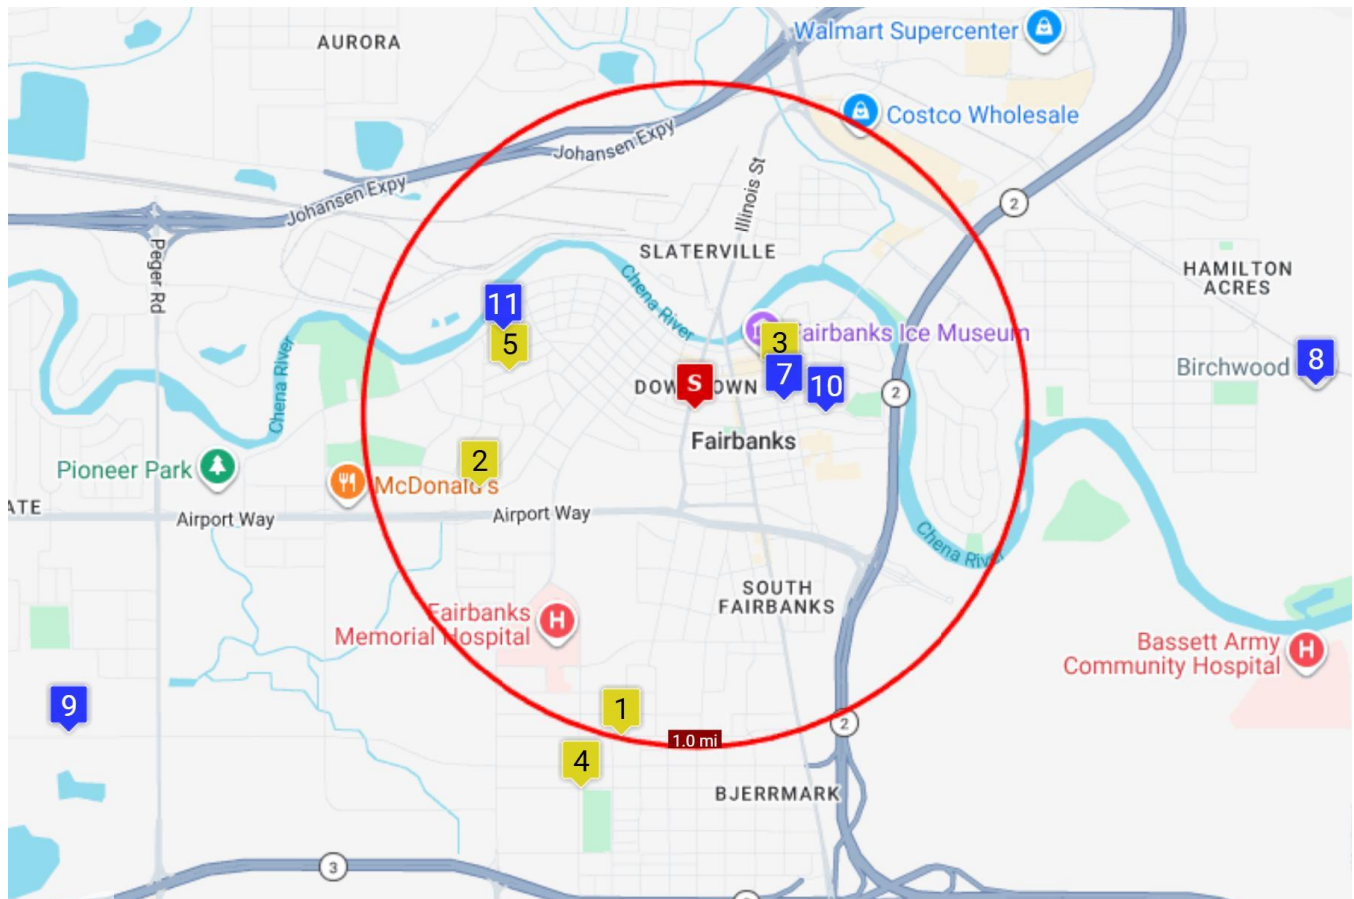 AURORA
Walmart Supercenter
Costco Wholesale
Johansen Expy
Johansen Expy
Illinois St
2
Peger Rd
SLATERVILLE
HAMILTON
ACRES
Chena River
11
5
3
Fairbanks Ice Museum
Chena River
S
7
10
DOWNTOWN
2
Birchwood
8
Fairbanks
2
Pioneer Park
McDonald's
ATE
Airport Way
Airport Way
Chena River
SOUTH
FAIRBANKS
Fairbanks
Memorial Hospital
H
Bassett Army
Community Hospital
H
9
1
2
1.0 mi
4
BJERRMARK
3